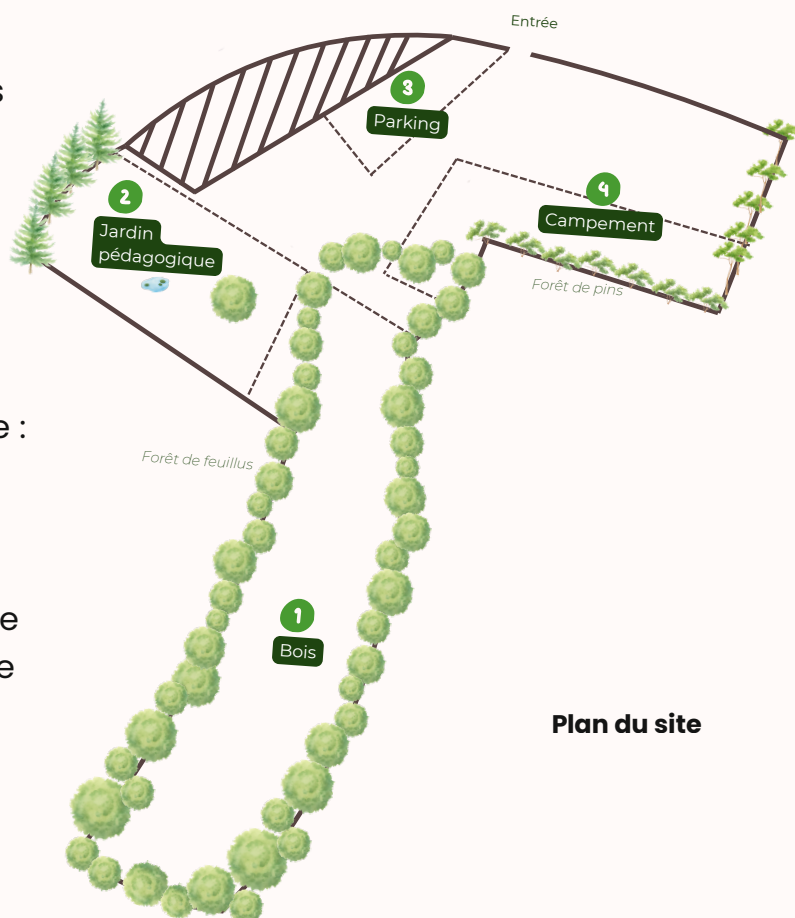 Entrée
s
3
Parking
4
Campement
2
Jardin
pédagogique
Forêt de pins
e :
Forêt de feuillus
1
Bois
e
e
Plan du site